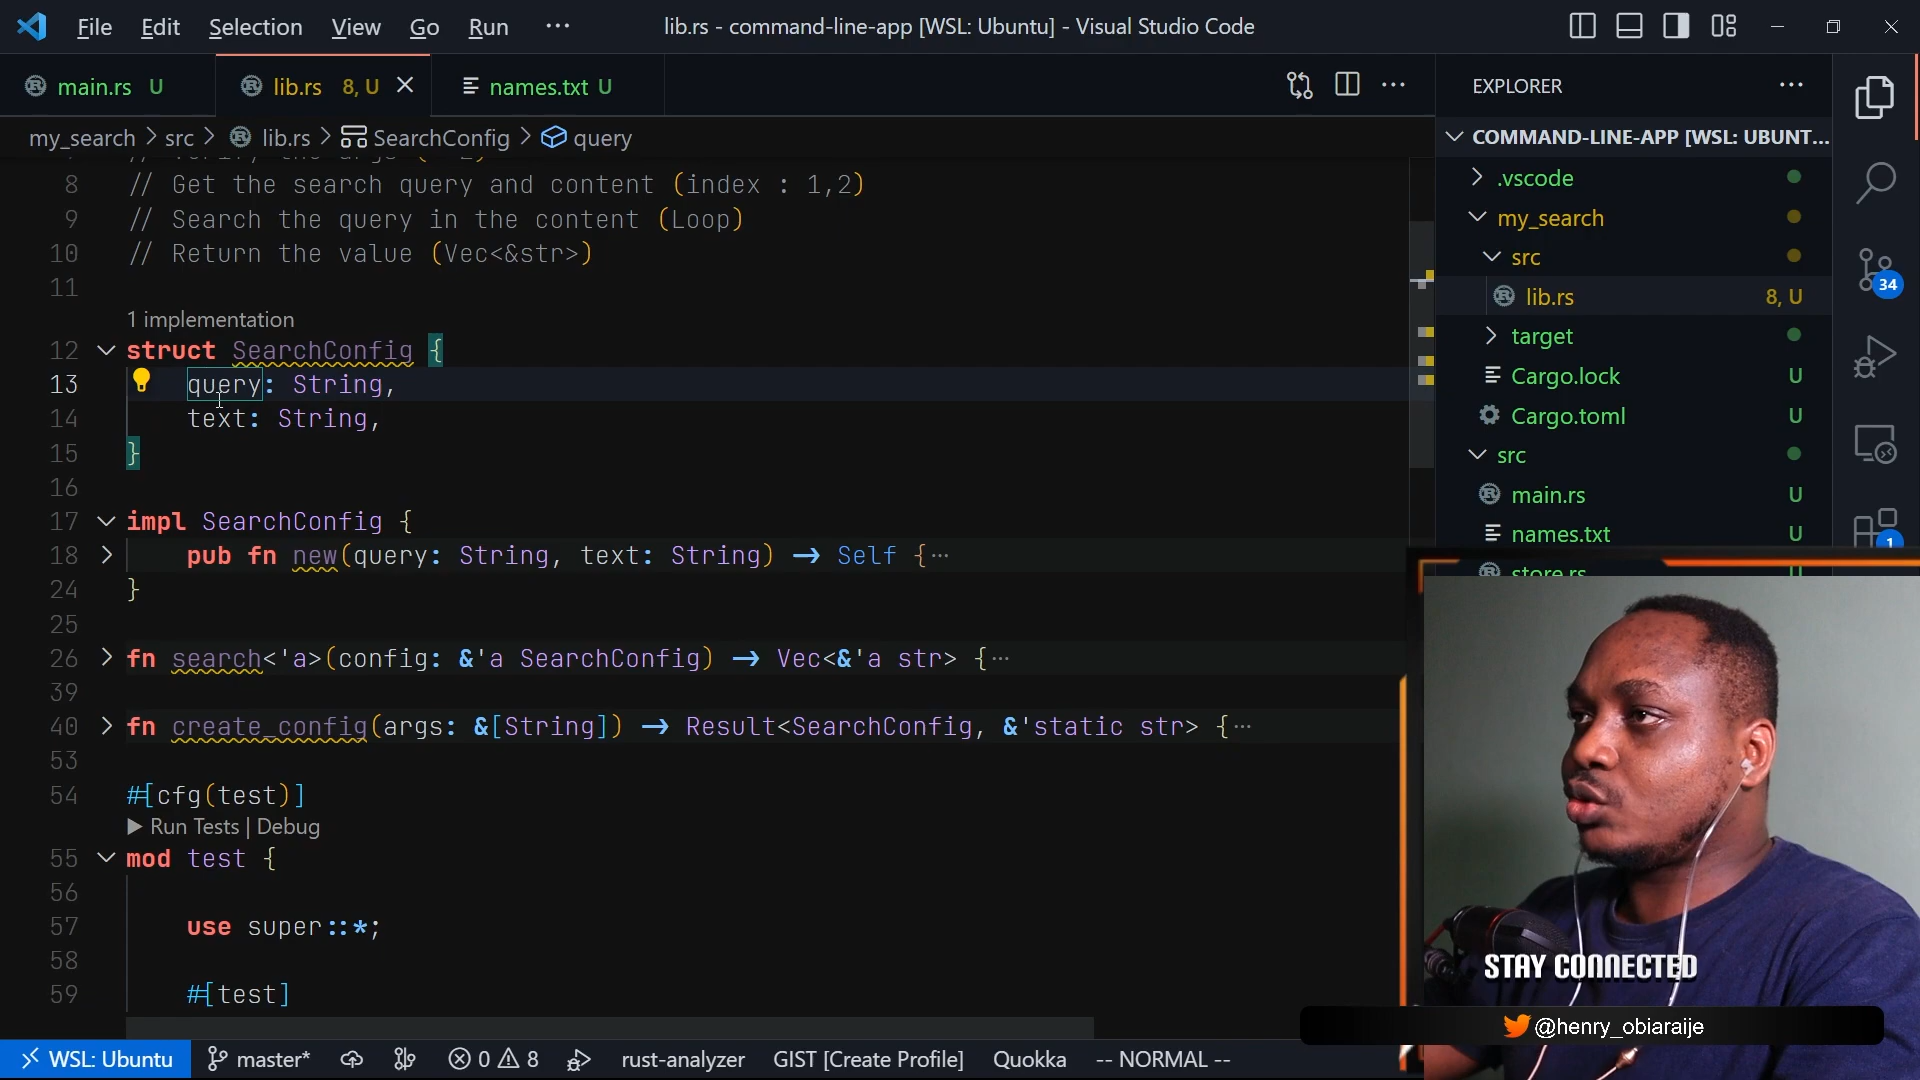 File Edit Selection View Go Run ···
lib.rs - command-line-app [WSL: Ubuntu] - Visual Studio Code
main.rs U
lib.rs 8, U
names.txt U
EXPLORER
my_search > src > lib.rs > SearchConfig > query
COMMAND-LINE-APP [WSL: UBUNT...
8 // Get the search query and content (index : 1,2)
9 // Search the query in the content (Loop)
10 // Return the value (Vec<&str>)
11
1 implementation
12 struct SearchConfig {
13 query: String,
14 text: String,
15 }
16
17 impl SearchConfig {
18 pub fn new(query: String, text: String) → Self {···
24 }
25
26 fn search<'a>(config: &'a SearchConfig) → Vec<&'a str> {···
39
40 fn create_config(args: &[String]) → Result<SearchConfig, &'static str> {···
53
54 #[cfg(test)]
▶ Run Tests | Debug
55 mod test {
56
57 use super::*;
58
59 #[test]
.vscode
my_search
src
lib.rs 8, U
target
Cargo.lock U
Cargo.toml U
src
main.rs U
names.txt U
store.rs U
34
1
STAY CONNECTED
@henry_obiaraije
WSL: Ubuntu master* 0 8 rust-analyzer GIST [Create Profile] Quokka -- NORMAL --